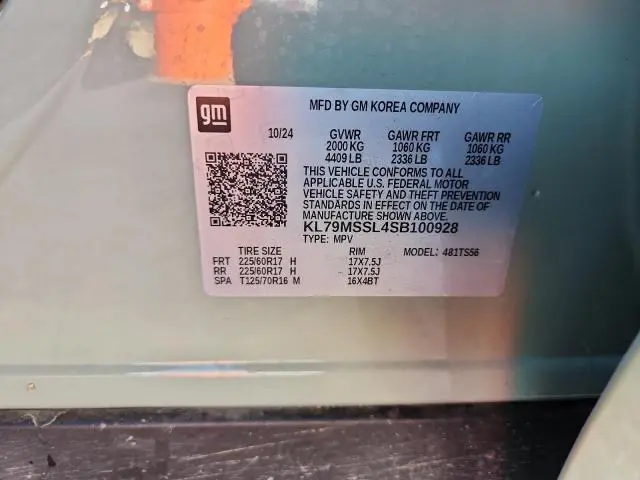 gm
MFD BY GM KOREA COMPANY
10/24 GVWR GAWR FRT GAWR RR
2000 KG 1060 KG 1060 KG
4409 LB 2336 LB 2336 LB
THIS VEHICLE CONFORMS TO ALL
APPLICABLE U.S. FEDERAL MOTOR
VEHICLE SAFETY AND THEFT PREVENTION
STANDARDS IN EFFECT ON THE DATE OF
MANUFACTURE SHOWN ABOVE.
KL79MSSL4SB100928
TYPE: MPV MODEL: 481TS56
TIRE SIZE RIM
FRT 225/60R17 H 17X7.5J
RR 225/60R17 H 17X7.5J
SPA T125/70R16 M 16X4BT